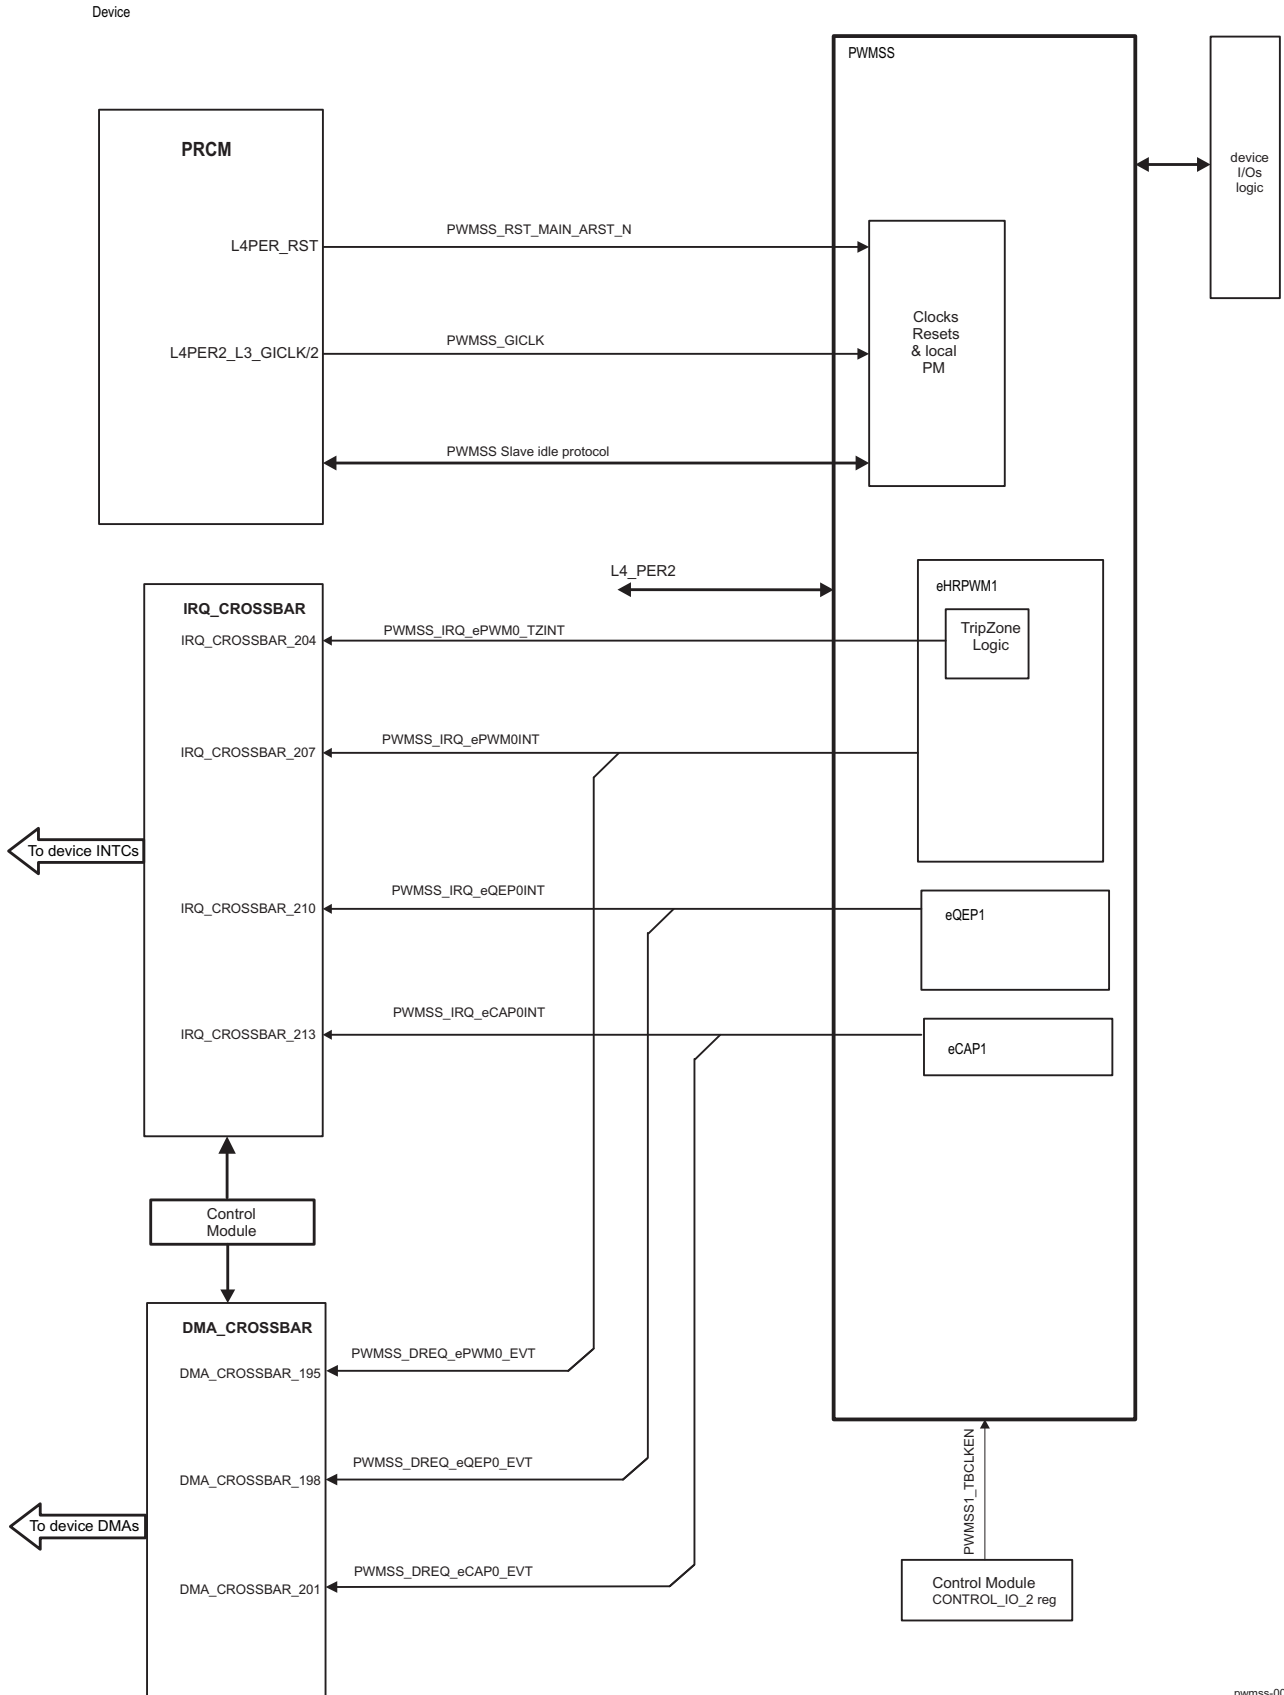 Device
PWMSS
device
I/Os
logic
PRCM
L4PER_RST
PWMSS_RST_MAIN_ARST_N
L4PER2_L3_GICLK/2
PWMSS_GICLK
Clocks
Resets
& local
PM
PWMSS Slave idle protocol
L4_PER2
eHRPWM1
TripZone
Logic
IRQ_CROSSBAR
IRQ_CROSSBAR_204
PWMSS_IRQ_ePWM0_TZINT
IRQ_CROSSBAR_207
PWMSS_IRQ_ePWM0INT
To device INTCs
IRQ_CROSSBAR_210
PWMSS_IRQ_eQEP0INT
eQEP1
IRQ_CROSSBAR_213
PWMSS_IRQ_eCAP0INT
eCAP1
Control
Module
DMA_CROSSBAR
DMA_CROSSBAR_195
PWMSS_DREQ_ePWM0_EVT
DMA_CROSSBAR_198
PWMSS_DREQ_eQEP0_EVT
To device DMAs
DMA_CROSSBAR_201
PWMSS_DREQ_eCAP0_EVT
PWMSS1_TBCLKEN
Control Module
CONTROL_IO_2 reg